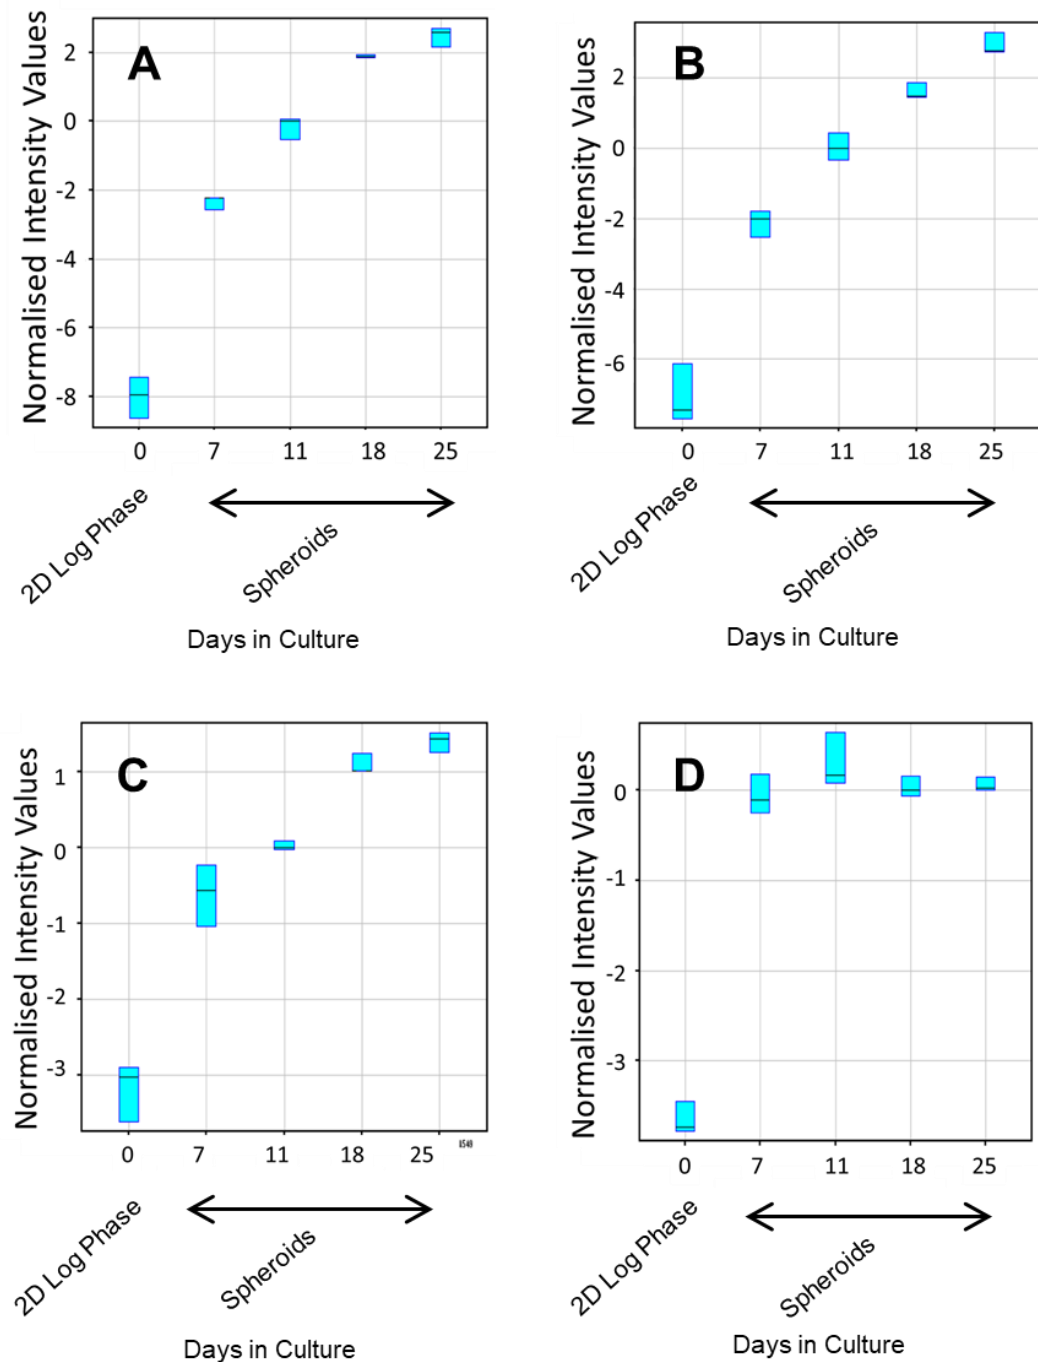 A
Normalised Intensity Values
2
0
-2
-4
-6
-8
0 7 11 18 25
2D Log Phase
Spheroids
Days in Culture
B
Normalised Intensity Values
2
0
-2
-4
-6
0 7 11 18 25
2D Log Phase
Spheroids
Days in Culture
C
Normalised Intensity Values
1
0
-1
-2
-3
0 7 11 18 25
2D Log Phase
Spheroids
Days in Culture
D
Normalised Intensity Values
0
-1
-2
-3
0 7 11 18 25
2D Log Phase
Spheroids
Days in Culture